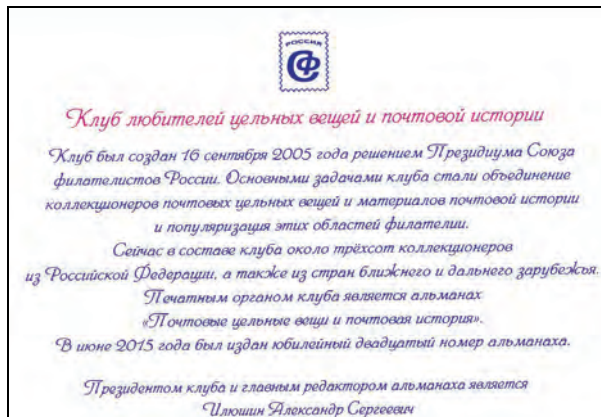 РОССИЯ
СФ
Клуб любителей цельных вещей и почтовой истории
Клуб был создан 16 сентября 2005 года решением Президиума Союза
филателистов России. Основными задачами клуба стали объединение
коллекционеров почтовых цельных вещей и материалов почтовой истории
и популяризация этих областей филателии.
Сейчас в составе клуба около трёхсот коллекционеров
из Российской Федерации, а также из стран ближнего и дальнего зарубежья.
Печатным органом клуба является альманах
«Почтовые цельные вещи и почтовая история».
В июне 2015 года был издан юбилейный двадцатый номер альманаха.
Президентом клуба и главным редактором альманаха является
Илюшин Александр Сергеевич